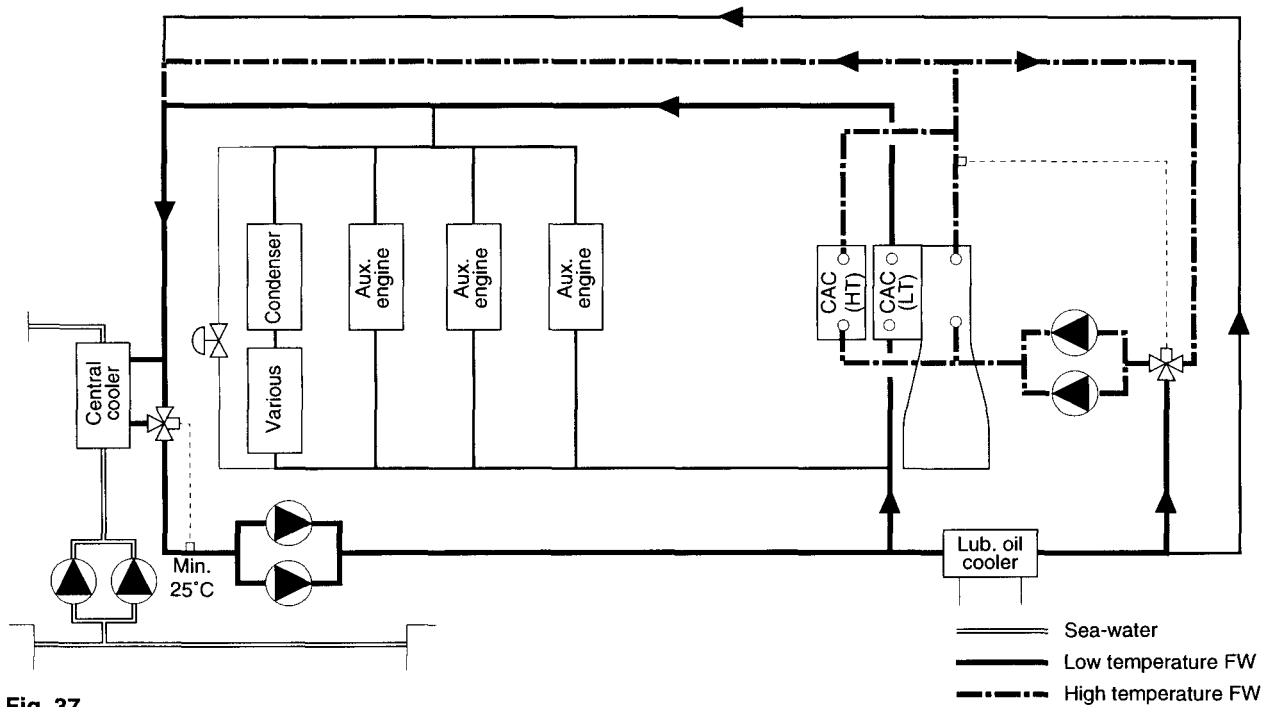 Condenser
Various
Aux.
engine
Aux.
engine
Aux.
engine
CAC
(HT)
CAC
(LT)
Central
cooler
Min.
25°C
Lub. oil
cooler
Sea-water
Low temperature FW
High temperature FW
Fig. 37